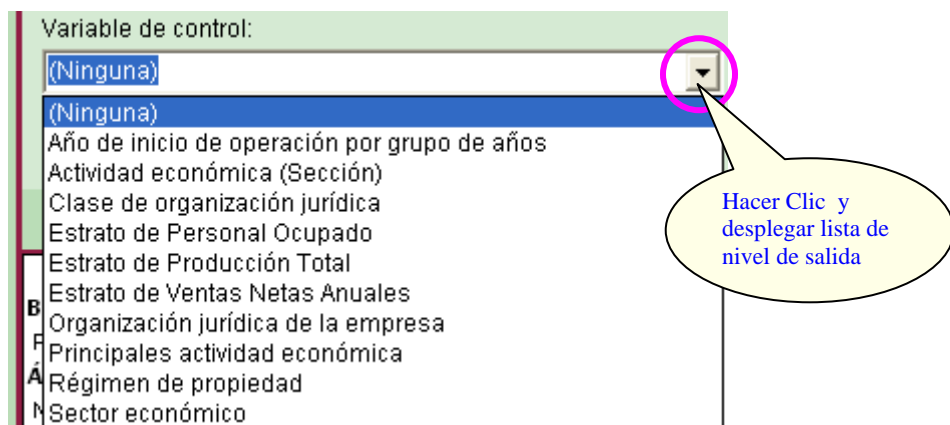 Variable de control:
(Ninguna)
(Ninguna)
Año de inicio de operación por grupo de años
Actividad económica (Sección)
Clase de organización jurídica
Estrato de Personal Ocupado
Estrato de Producción Total
Estrato de Ventas Netas Anuales
Organización jurídica de la empresa
Principales actividad económica
Régimen de propiedad
Sector económico
Hacer Clic y
desplegar lista de
nivel de salida